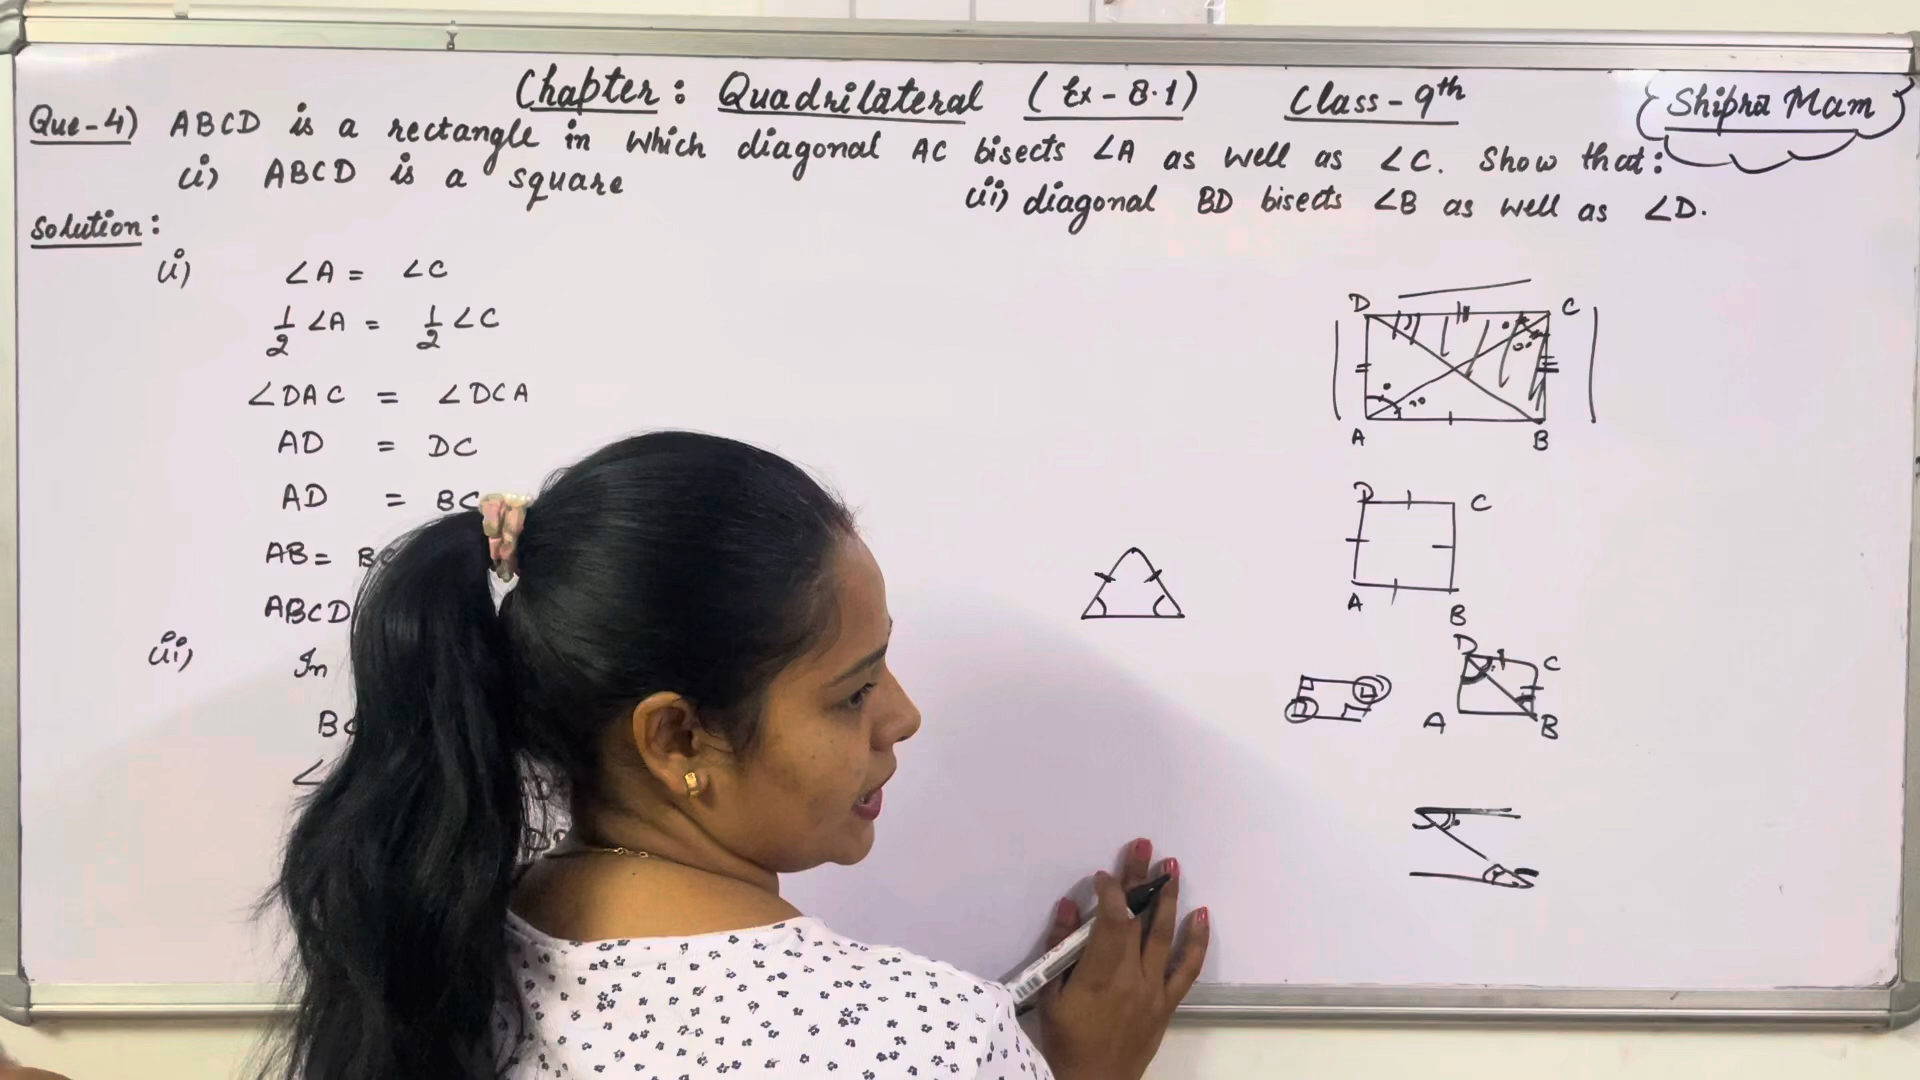 Chapter: Quadrilateral (Ex-8.1) Class-9th Shipra Mam
Que-4) ABCD is a rectangle in which diagonal AC bisects ∠A as well as ∠C. Show that:
(i) ABCD is a square (ii) diagonal BD bisects ∠B as well as ∠D.
Solution:
(i) ∠A = ∠C
1/2 ∠A = 1/2 ∠C
∠DAC = ∠DCA
AD = DC
AD = BC
AB =
ABCD
(ii) In
∠
D C
A B
D C
A B
D C
A B